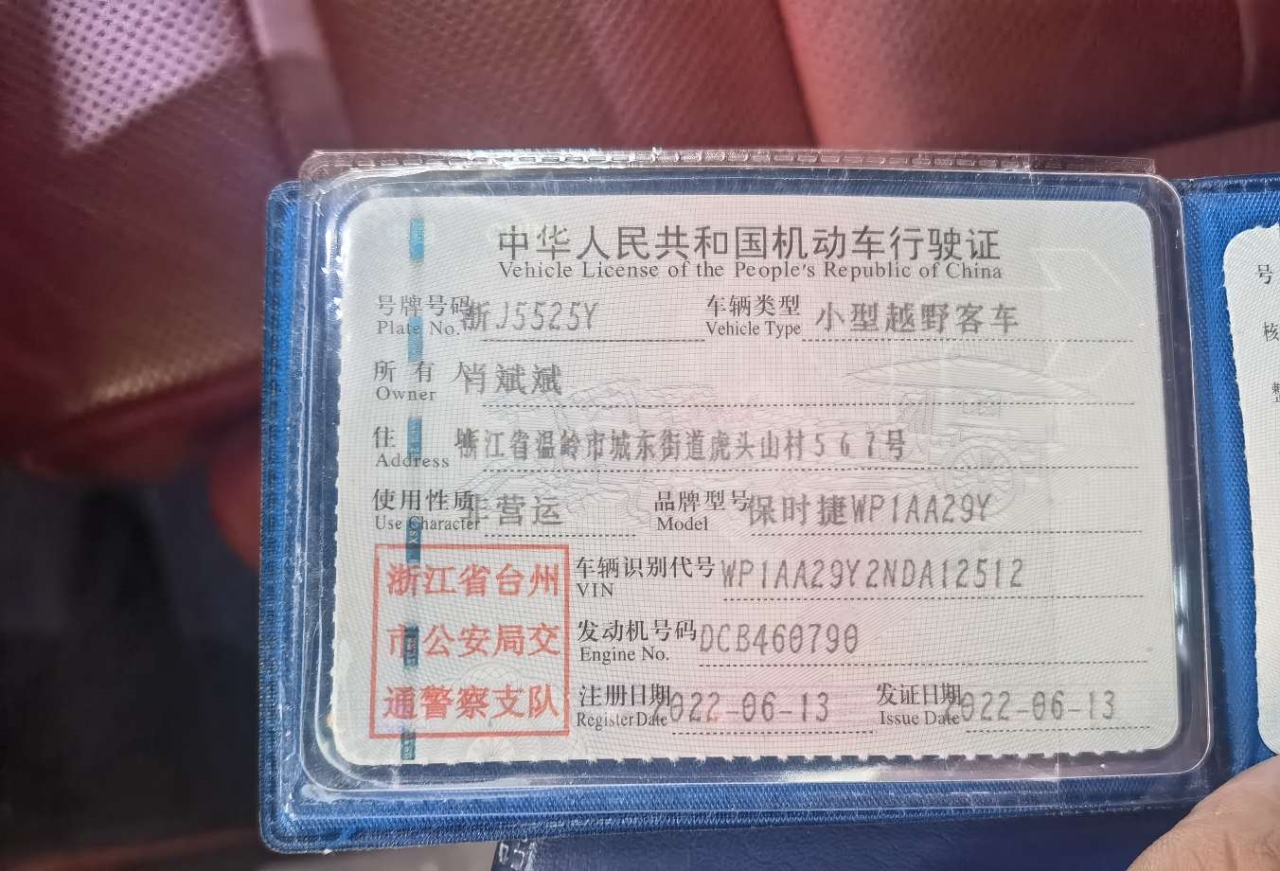 中华人民共和国机动车行驶证
Vehicle License of the People's Republic of China
号牌号码 浙J5525Y 车辆类型 小型越野客车
Plate No. Vehicle Type
所有人 肖斌斌
Owner
住址 浙江省温岭市城东街道虎头山村567号
Address
使用性质 非营运 品牌型号 保时捷WP1AA29Y
Use Character Model
浙江省台州
市公安局交
通警察支队
车辆识别代号 WP1AA29Y2NDA12512
VIN
发动机号码 DCB460790
Engine No.
注册日期 2022-06-13 发证日期 2022-06-13
Register Date Issue Date
号
核
整